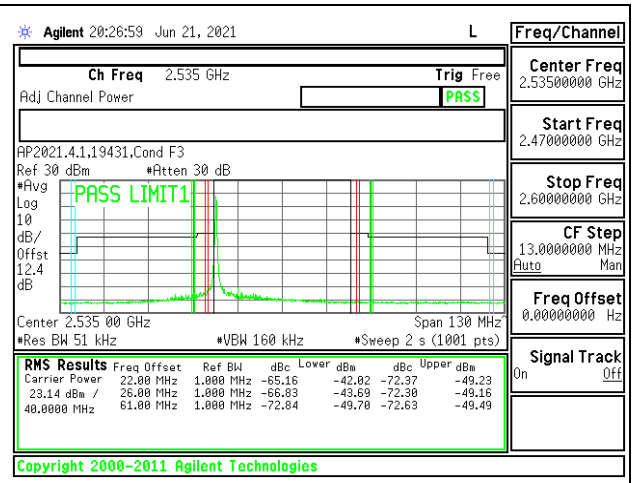 Agilent 20:26:59 Jun 21, 2021 L
Freq/Channel
Ch Freq 2.535 GHz Trig Free
Adj Channel Power PASS
AP2021.4.1,19431,Cond F3
Ref 30 dBm #Atten 30 dB
#Avg
Log
10
dB/
Offst
12.4
dB
PASS LIMIT1
Center 2.535 00 GHz Span 130 MHz^
#Res BW 51 kHz #VBW 160 kHz #Sweep 2 s (1001 pts)
RMS Results Freq Offset Ref BW dBc Lower dBm dBc Upper dBm
Carrier Power 22.00 MHz 1.000 MHz -65.16 -42.02 -72.37 -49.23
23.14 dBm / 26.00 MHz 1.000 MHz -66.83 -43.69 -72.30 -49.16
40.0000 MHz 61.00 MHz 1.000 MHz -72.84 -49.70 -72.63 -49.49
Center Freq
2.53500000 GHz
Start Freq
2.47000000 GHz
Stop Freq
2.60000000 GHz
CF Step
13.0000000 MHz
Auto Man
Freq Offset
0.00000000 Hz
Signal Track
On Off
Copyright 2000-2011 Agilent Technologies